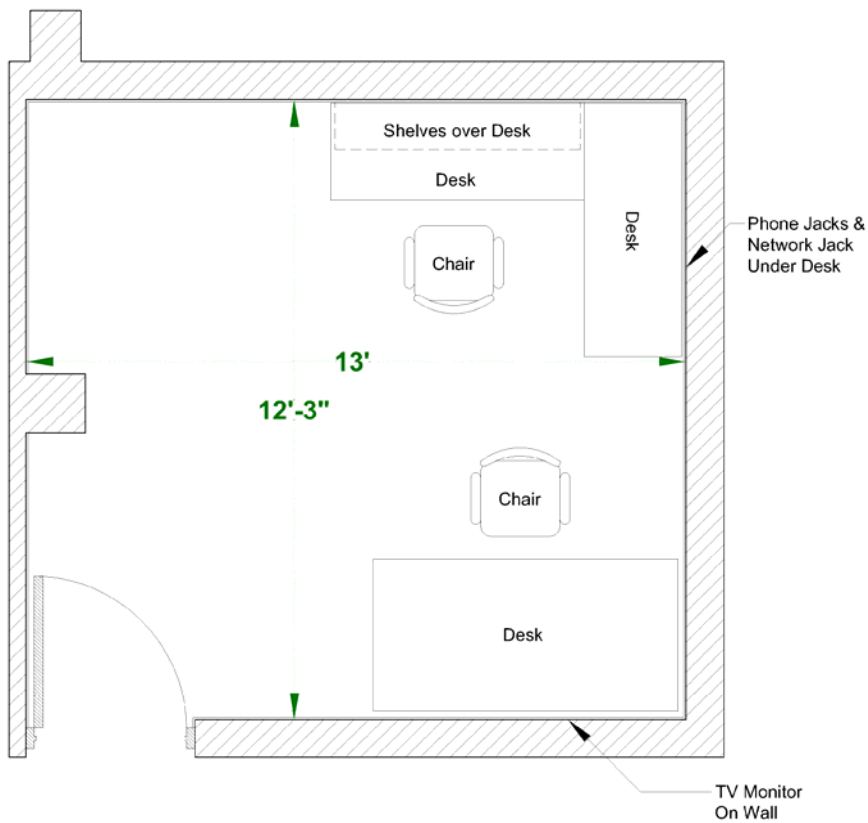 Shelves over Desk
Desk
Desk
Phone Jacks &
Network Jack
Under Desk
Chair
13'
12'-3"
Chair
Desk
TV Monitor
On Wall